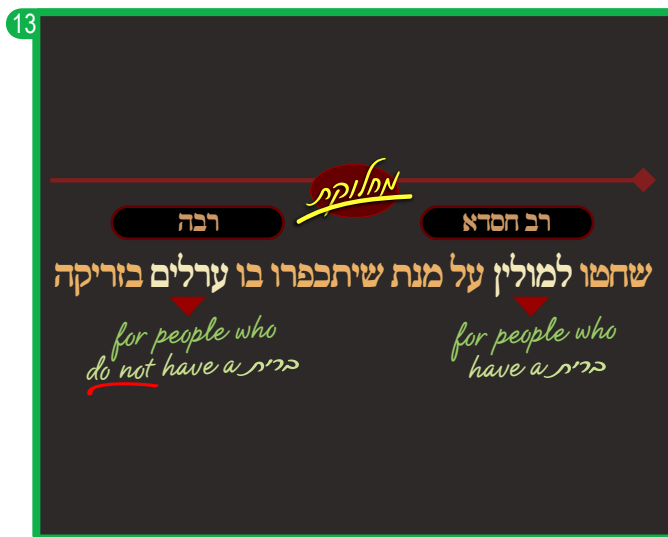 13
מחלוקת
רב חסדא
רבה
שחטו למולין על מנת שיתכפרו בו ערלים בזריקה
for people who
have a ברית
for people who
do not have a ברית